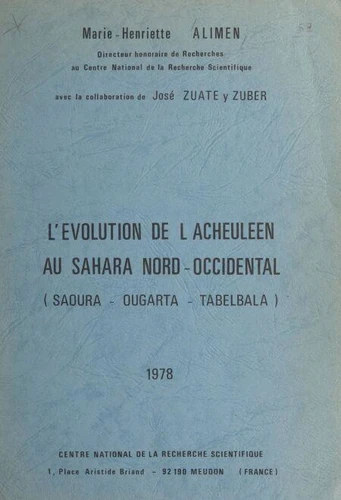 Marie-Henriette ALIMEN
Directeur honoraire de Recherches
au Centre National de la Recherche Scientifique
avec la collaboration de José ZUATE y ZUBER
L'EVOLUTION DE L ACHEULEEN
AU SAHARA NORD-OCCIDENTAL
( SAOURA - OUGARTA - TABELBALA )
1978
CENTRE NATIONAL DE LA RECHERCHE SCIENTIFIQUE
1, Place Aristide Briand - 92190 MEUDON (FRANCE)